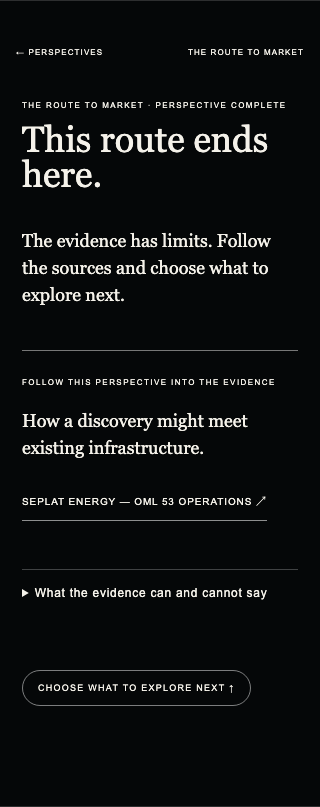 ← PERSPECTIVES
THE ROUTE TO MARKET
THE ROUTE TO MARKET · PERSPECTIVE COMPLETE
This route ends
here.
The evidence has limits. Follow
the sources and choose what to
explore next.
FOLLOW THIS PERSPECTIVE INTO THE EVIDENCE
How a discovery might meet
existing infrastructure.
SEPLAT ENERGY — OML 53 OPERATIONS ↗
▶ What the evidence can and cannot say
CHOOSE WHAT TO EXPLORE NEXT ↑